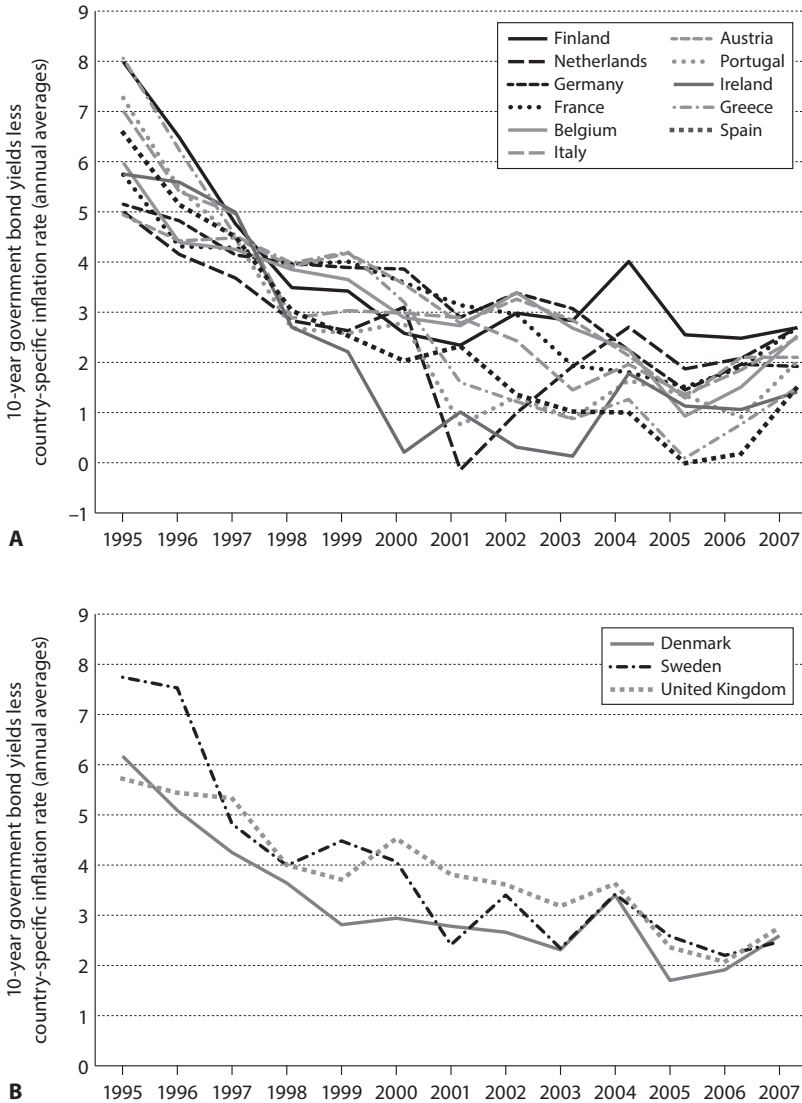 10-year government bond yields less
country-specific inflation rate (annual averages)
9
8
7
6
5
4
3
2
1
0
–1
Finland
Netherlands
Germany
France
Belgium
Italy
Austria
Portugal
Ireland
Greece
Spain
A
1995 1996 1997 1998 1999 2000 2001 2002 2003 2004 2005 2006 2007
10-year government bond yields less
country-specific inflation rate (annual averages)
9
8
7
6
5
4
3
2
1
0
Denmark
Sweden
United Kingdom
B
1995 1996 1997 1998 1999 2000 2001 2002 2003 2004 2005 2006 2007